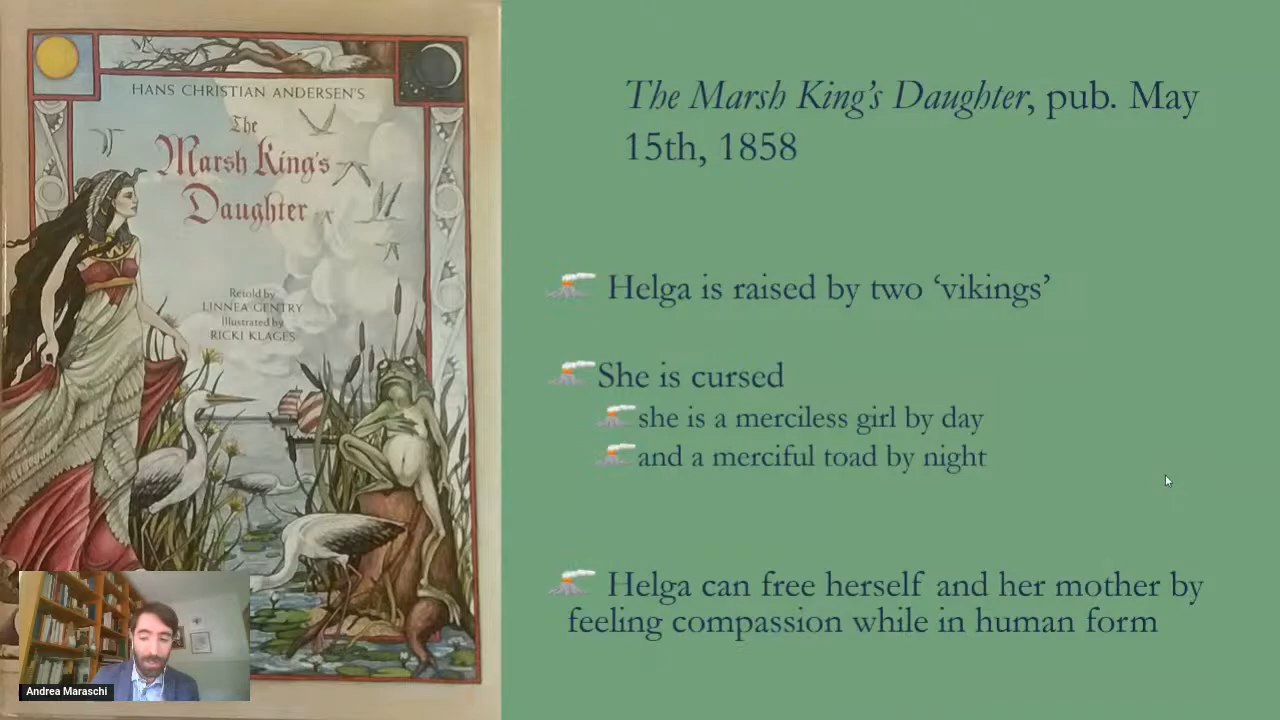 HANS CHRISTIAN ANDERSEN'S
The
Marsh King's
Daughter
Retold by
LINNEA GENTRY
Illustrated by
RICKI KLAGES
The Marsh King's Daughter, pub. May
15th, 1858
Helga is raised by two ‘vikings’
She is cursed
she is a merciless girl by day
and a merciful toad by night
Helga can free herself and her mother by
feeling compassion while in human form
Andrea Maraschi